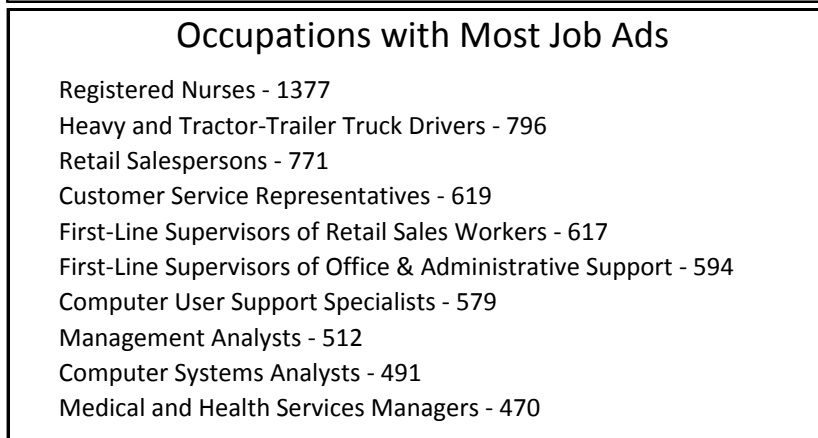 Occupations with Most Job Ads
Registered Nurses - 1377
Heavy and Tractor-Trailer Truck Drivers - 796
Retail Salespersons - 771
Customer Service Representatives - 619
First-Line Supervisors of Retail Sales Workers - 617
First-Line Supervisors of Office & Administrative Support - 594
Computer User Support Specialists - 579
Management Analysts - 512
Computer Systems Analysts - 491
Medical and Health Services Managers - 470